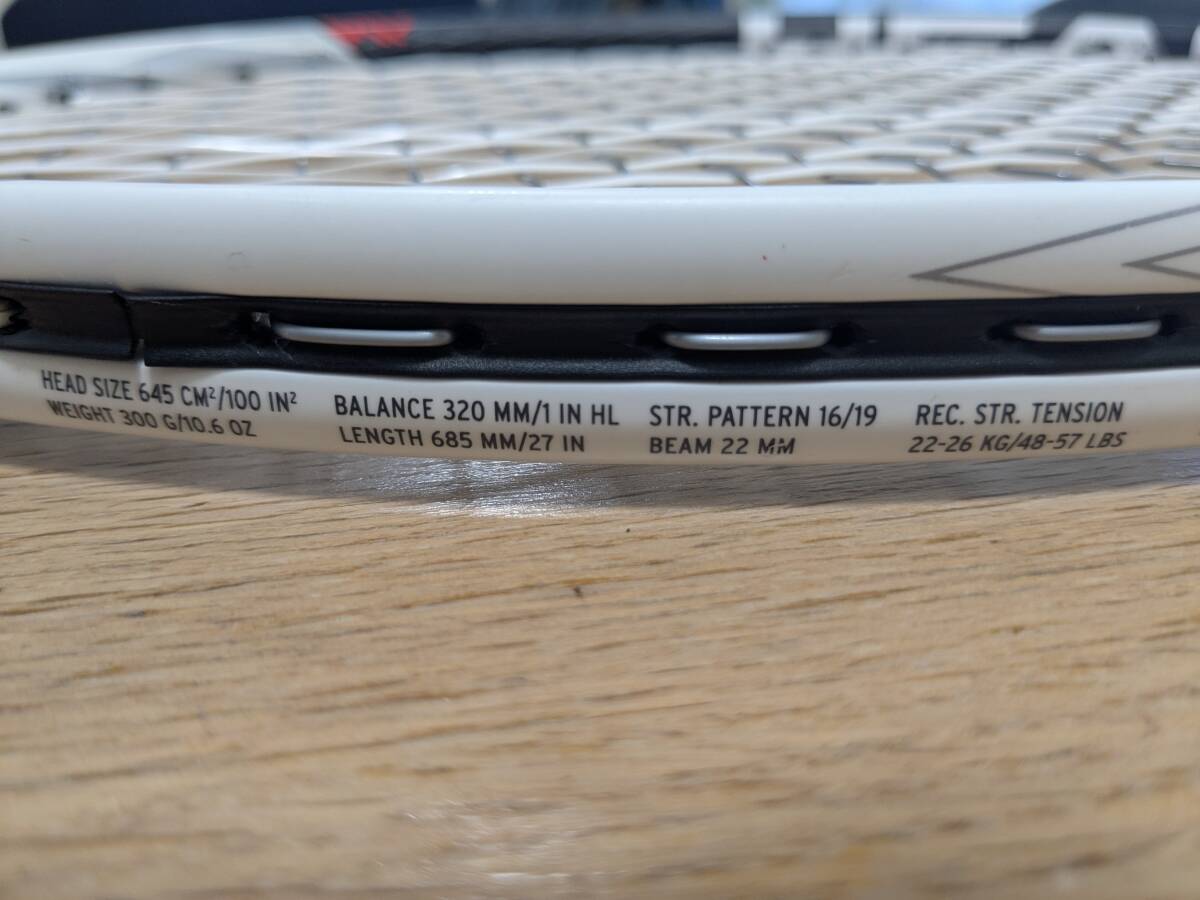 HEAD SIZE 645 CM²/100 IN²
WEIGHT 300 G/10.6 OZ
BALANCE 320 MM/1 IN HL
LENGTH 685 MM/27 IN
STR. PATTERN 16/19
BEAM 22 MM
REC. STR. TENSION
22-26 KG/48-57 LBS